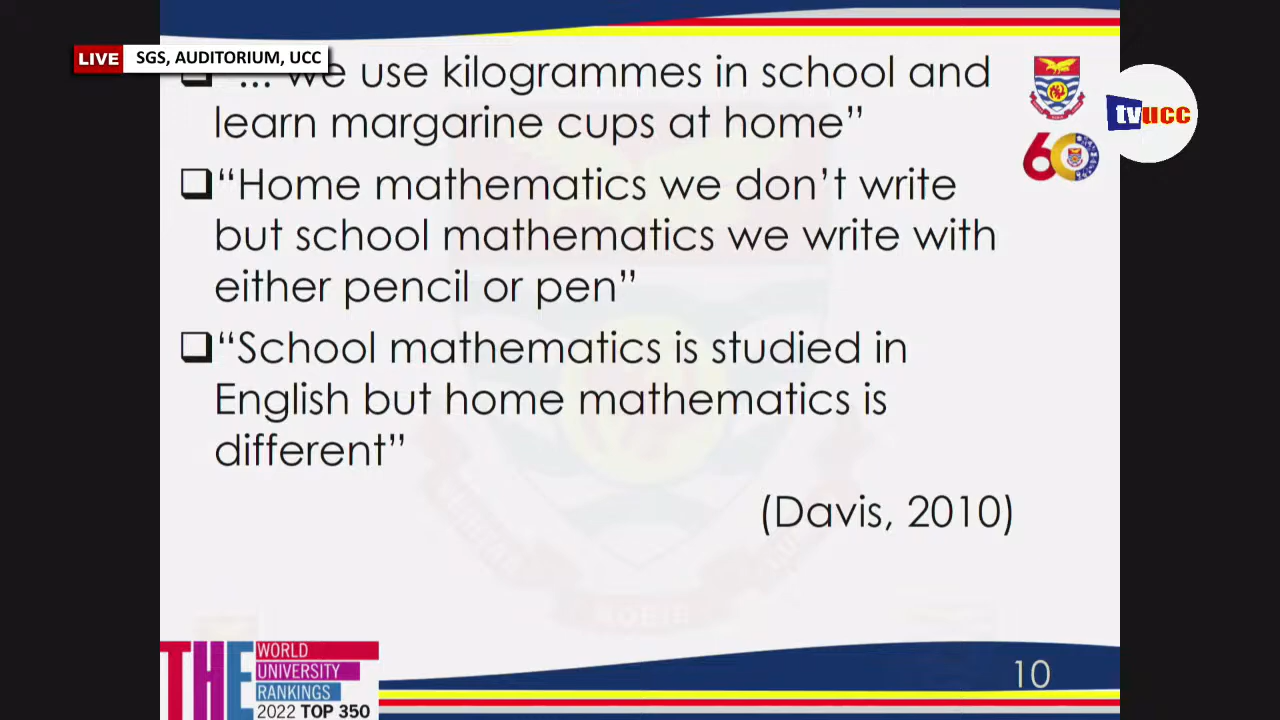 LIVE SGS, AUDITORIUM, UCC
"... we use kilogrammes in school and
learn margarine cups at home”
“Home mathematics we don’t write
but school mathematics we write with
either pencil or pen”
“School mathematics is studied in
English but home mathematics is
different”
(Davis, 2010)
tvucc
60
THE WORLD
UNIVERSITY
RANKINGS
2022 TOP 350
10